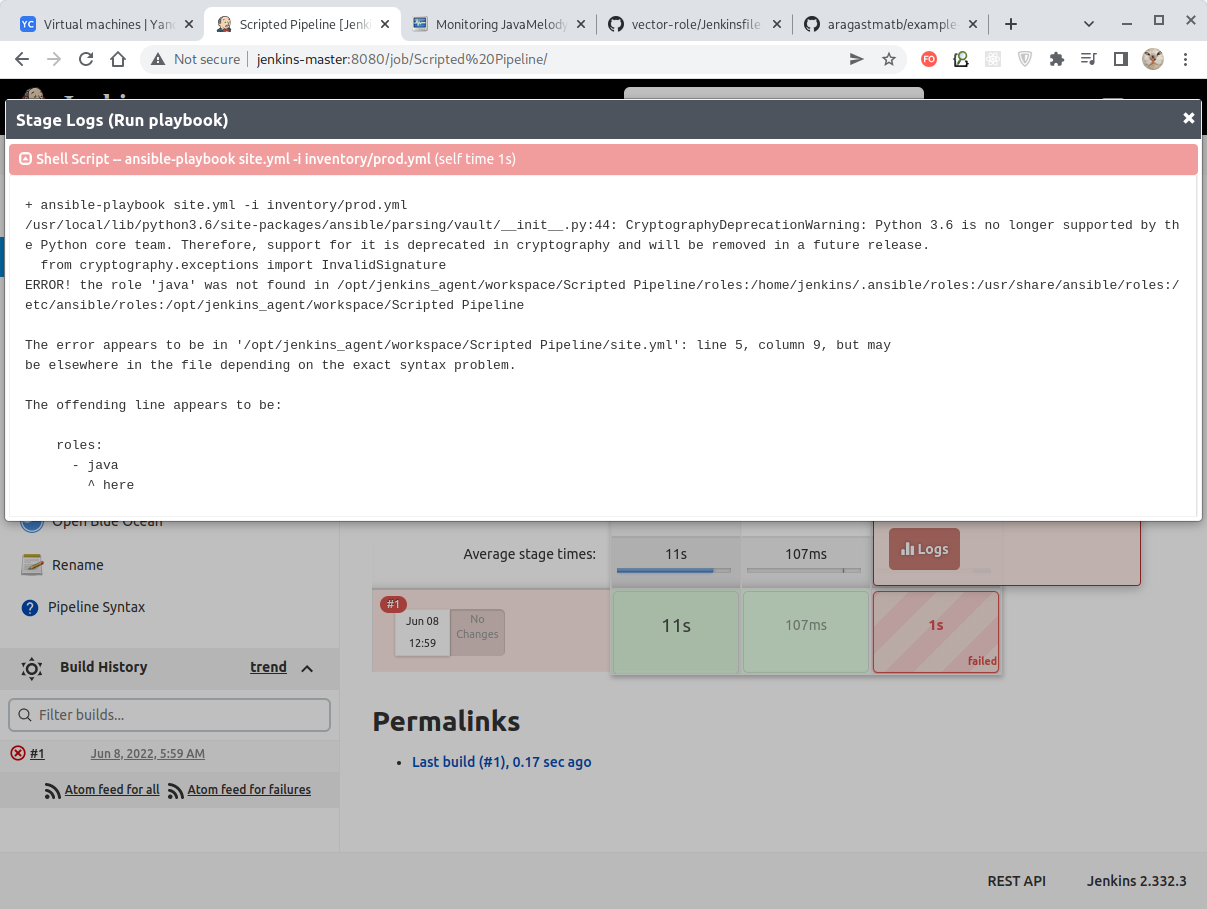 Virtual machines | Yand
Scripted Pipeline [Jenki
Monitoring JavaMelody
vector-role/Jenkinsfile
aragastmatb/example
Not secure
jenkins-master:8080/job/Scripted%20Pipeline/
Stage Logs (Run playbook)
Shell Script -- ansible-playbook site.yml -i inventory/prod.yml (self time 1s)
+ ansible-playbook site.yml -i inventory/prod.yml
/usr/local/lib/python3.6/site-packages/ansible/parsing/vault/__init__.py:44: CryptographyDeprecationWarning: Python 3.6 is no longer supported by th
e Python core team. Therefore, support for it is deprecated in cryptography and will be removed in a future release.
from cryptography.exceptions import InvalidSignature
ERROR! the role 'java' was not found in /opt/jenkins_agent/workspace/Scripted Pipeline/roles:/home/jenkins/.ansible/roles:/usr/share/ansible/roles:/
etc/ansible/roles:/opt/jenkins_agent/workspace/Scripted Pipeline
The error appears to be in '/opt/jenkins_agent/workspace/Scripted Pipeline/site.yml': line 5, column 9, but may
be elsewhere in the file depending on the exact syntax problem.
The offending line appears to be:
roles:
- java
^ here
Open Blue Ocean
Rename
Pipeline Syntax
Average stage times:
11s
107ms
Logs
#1
Jun 08
12:59
No
Changes
11s
107ms
1s
failed
Build History
trend
Filter builds...
#1
Jun 8, 2022, 5:59 AM
Atom feed for all
Atom feed for failures
Permalinks
Last build (#1), 0.17 sec ago
REST API
Jenkins 2.332.3